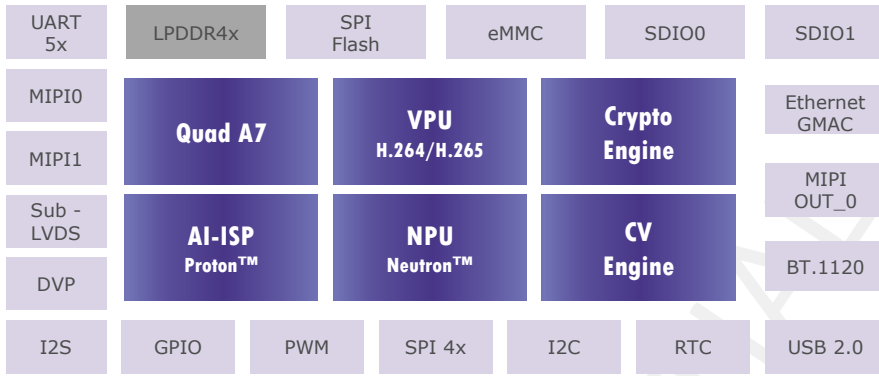 UART
5x
LPDDR4x
SPI
Flash
eMMC
SDIO0
SDIO1
MIPI0
Quad A7
VPU
H.264/H.265
Crypto
Engine
Ethernet
GMAC
MIPI1
MIPI
OUT_0
Sub -
LVDS
AI-ISP
Proton™
NPU
Neutron™
CV
Engine
BT.1120
DVP
I2S
GPIO
PWM
SPI 4x
I2C
RTC
USB 2.0